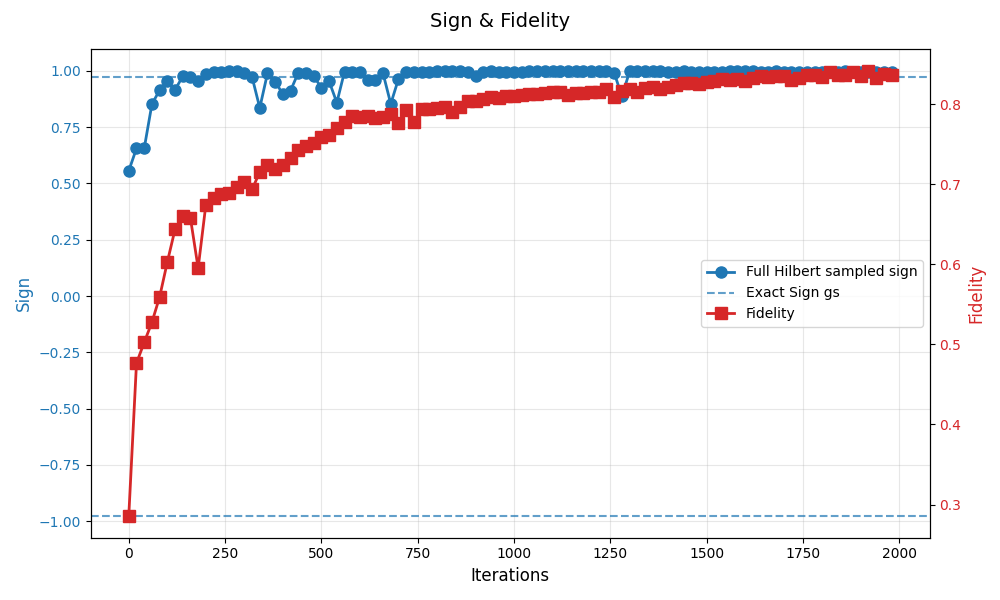 Sign & Fidelity
1.00
0.75
0.50
0.25
0.00
−0.25
−0.50
−0.75
−1.00
Sign
0.8
0.7
0.6
0.5
0.4
0.3
Fidelity
Full Hilbert sampled sign
Exact Sign gs
Fidelity
0 250 500 750 1000 1250 1500 1750 2000
Iterations